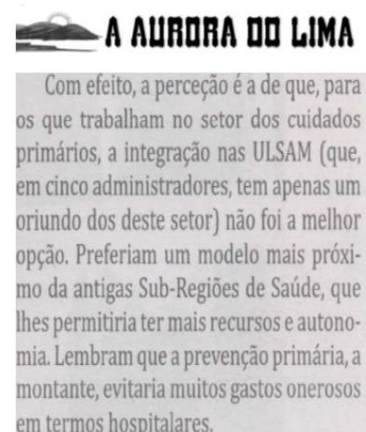 A AURORA DO LIMA
Com efeito, a perceção é a de que, para
os que trabalham no setor dos cuidados
primários, a integração nas ULSAM (que,
em cinco administradores, tem apenas um
oriundo dos deste setor) não foi a melhor
opção. Preferiam um modelo mais próxi-
mo da antigas Sub-Regiões de Saúde, que
lhes permitiria ter mais recursos e autono-
mia. Lembram que a prevenção primária, a
montante, evitaria muitos gastos onerosos
em termos hospitalares.